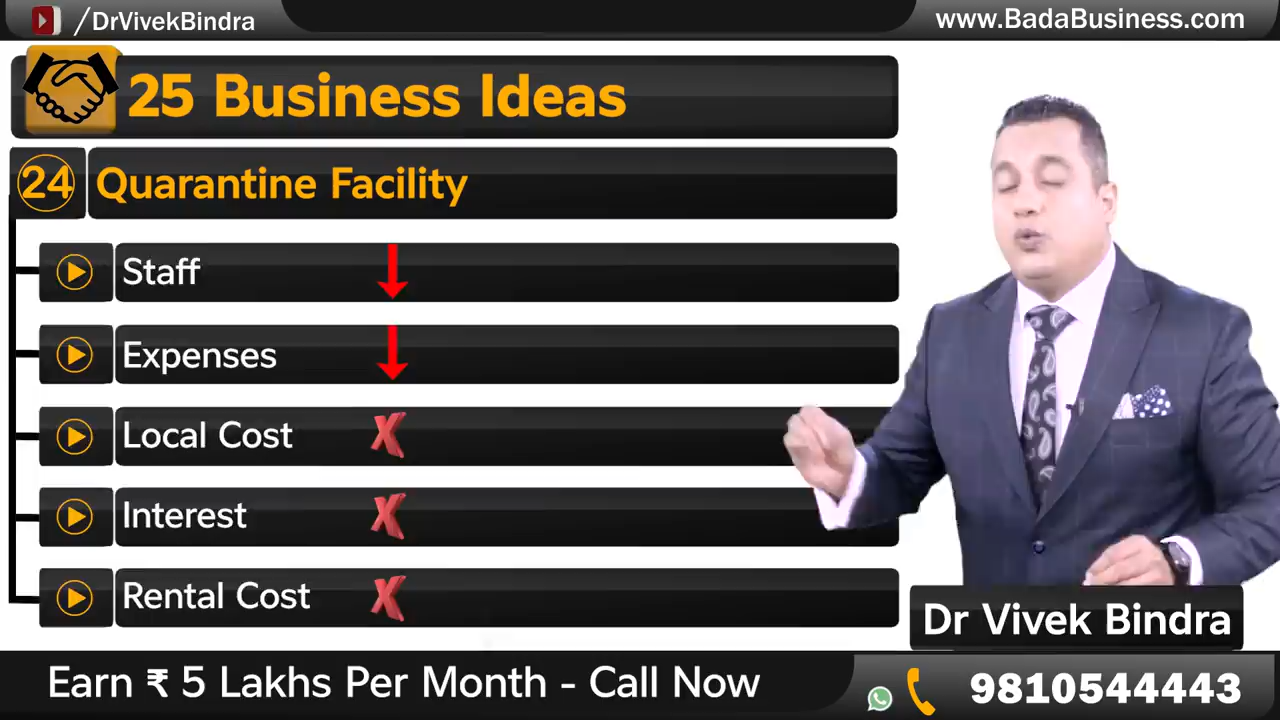 /DrVivekBindra
www.BadaBusiness.com
25 Business Ideas
24 Quarantine Facility
Staff
Expenses
Local Cost X
Interest X
Rental Cost X
Dr Vivek Bindra
Earn ₹ 5 Lakhs Per Month - Call Now
9810544443